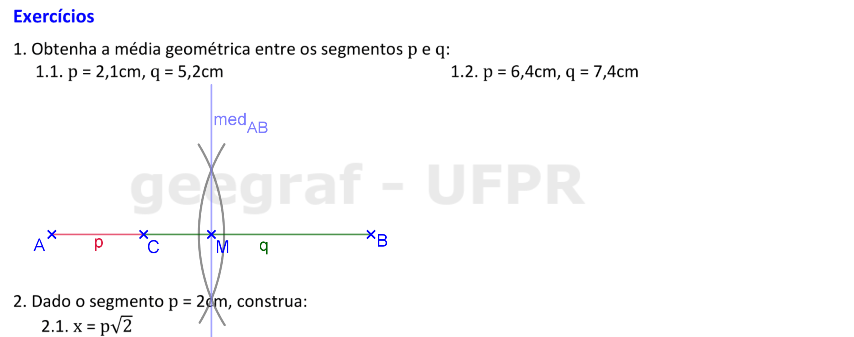 Exercícios
1. Obtenha a média geométrica entre os segmentos p e q:
1.1. p = 2,1cm, q = 5,2cm
1.2. p = 6,4cm, q = 7,4cm
med AB
geegraf - UFPR
A p C M q B
2. Dado o segmento p = 2cm, construa:
2.1. x = p√2